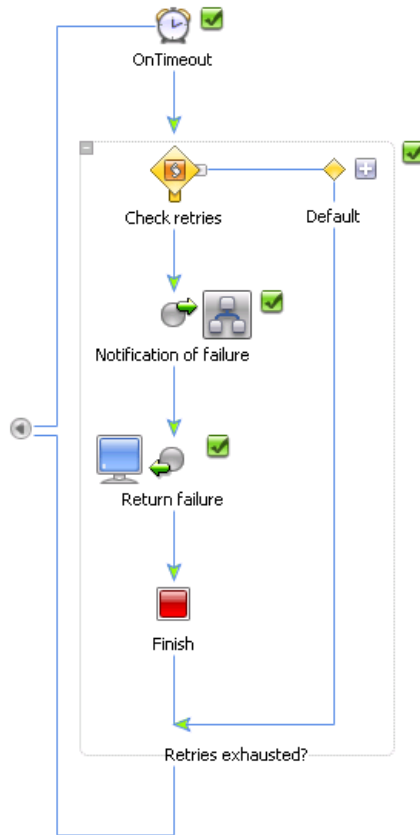 OnTimeout
Check retries
Default
Notification of failure
Return failure
Finish
Retries exhausted?